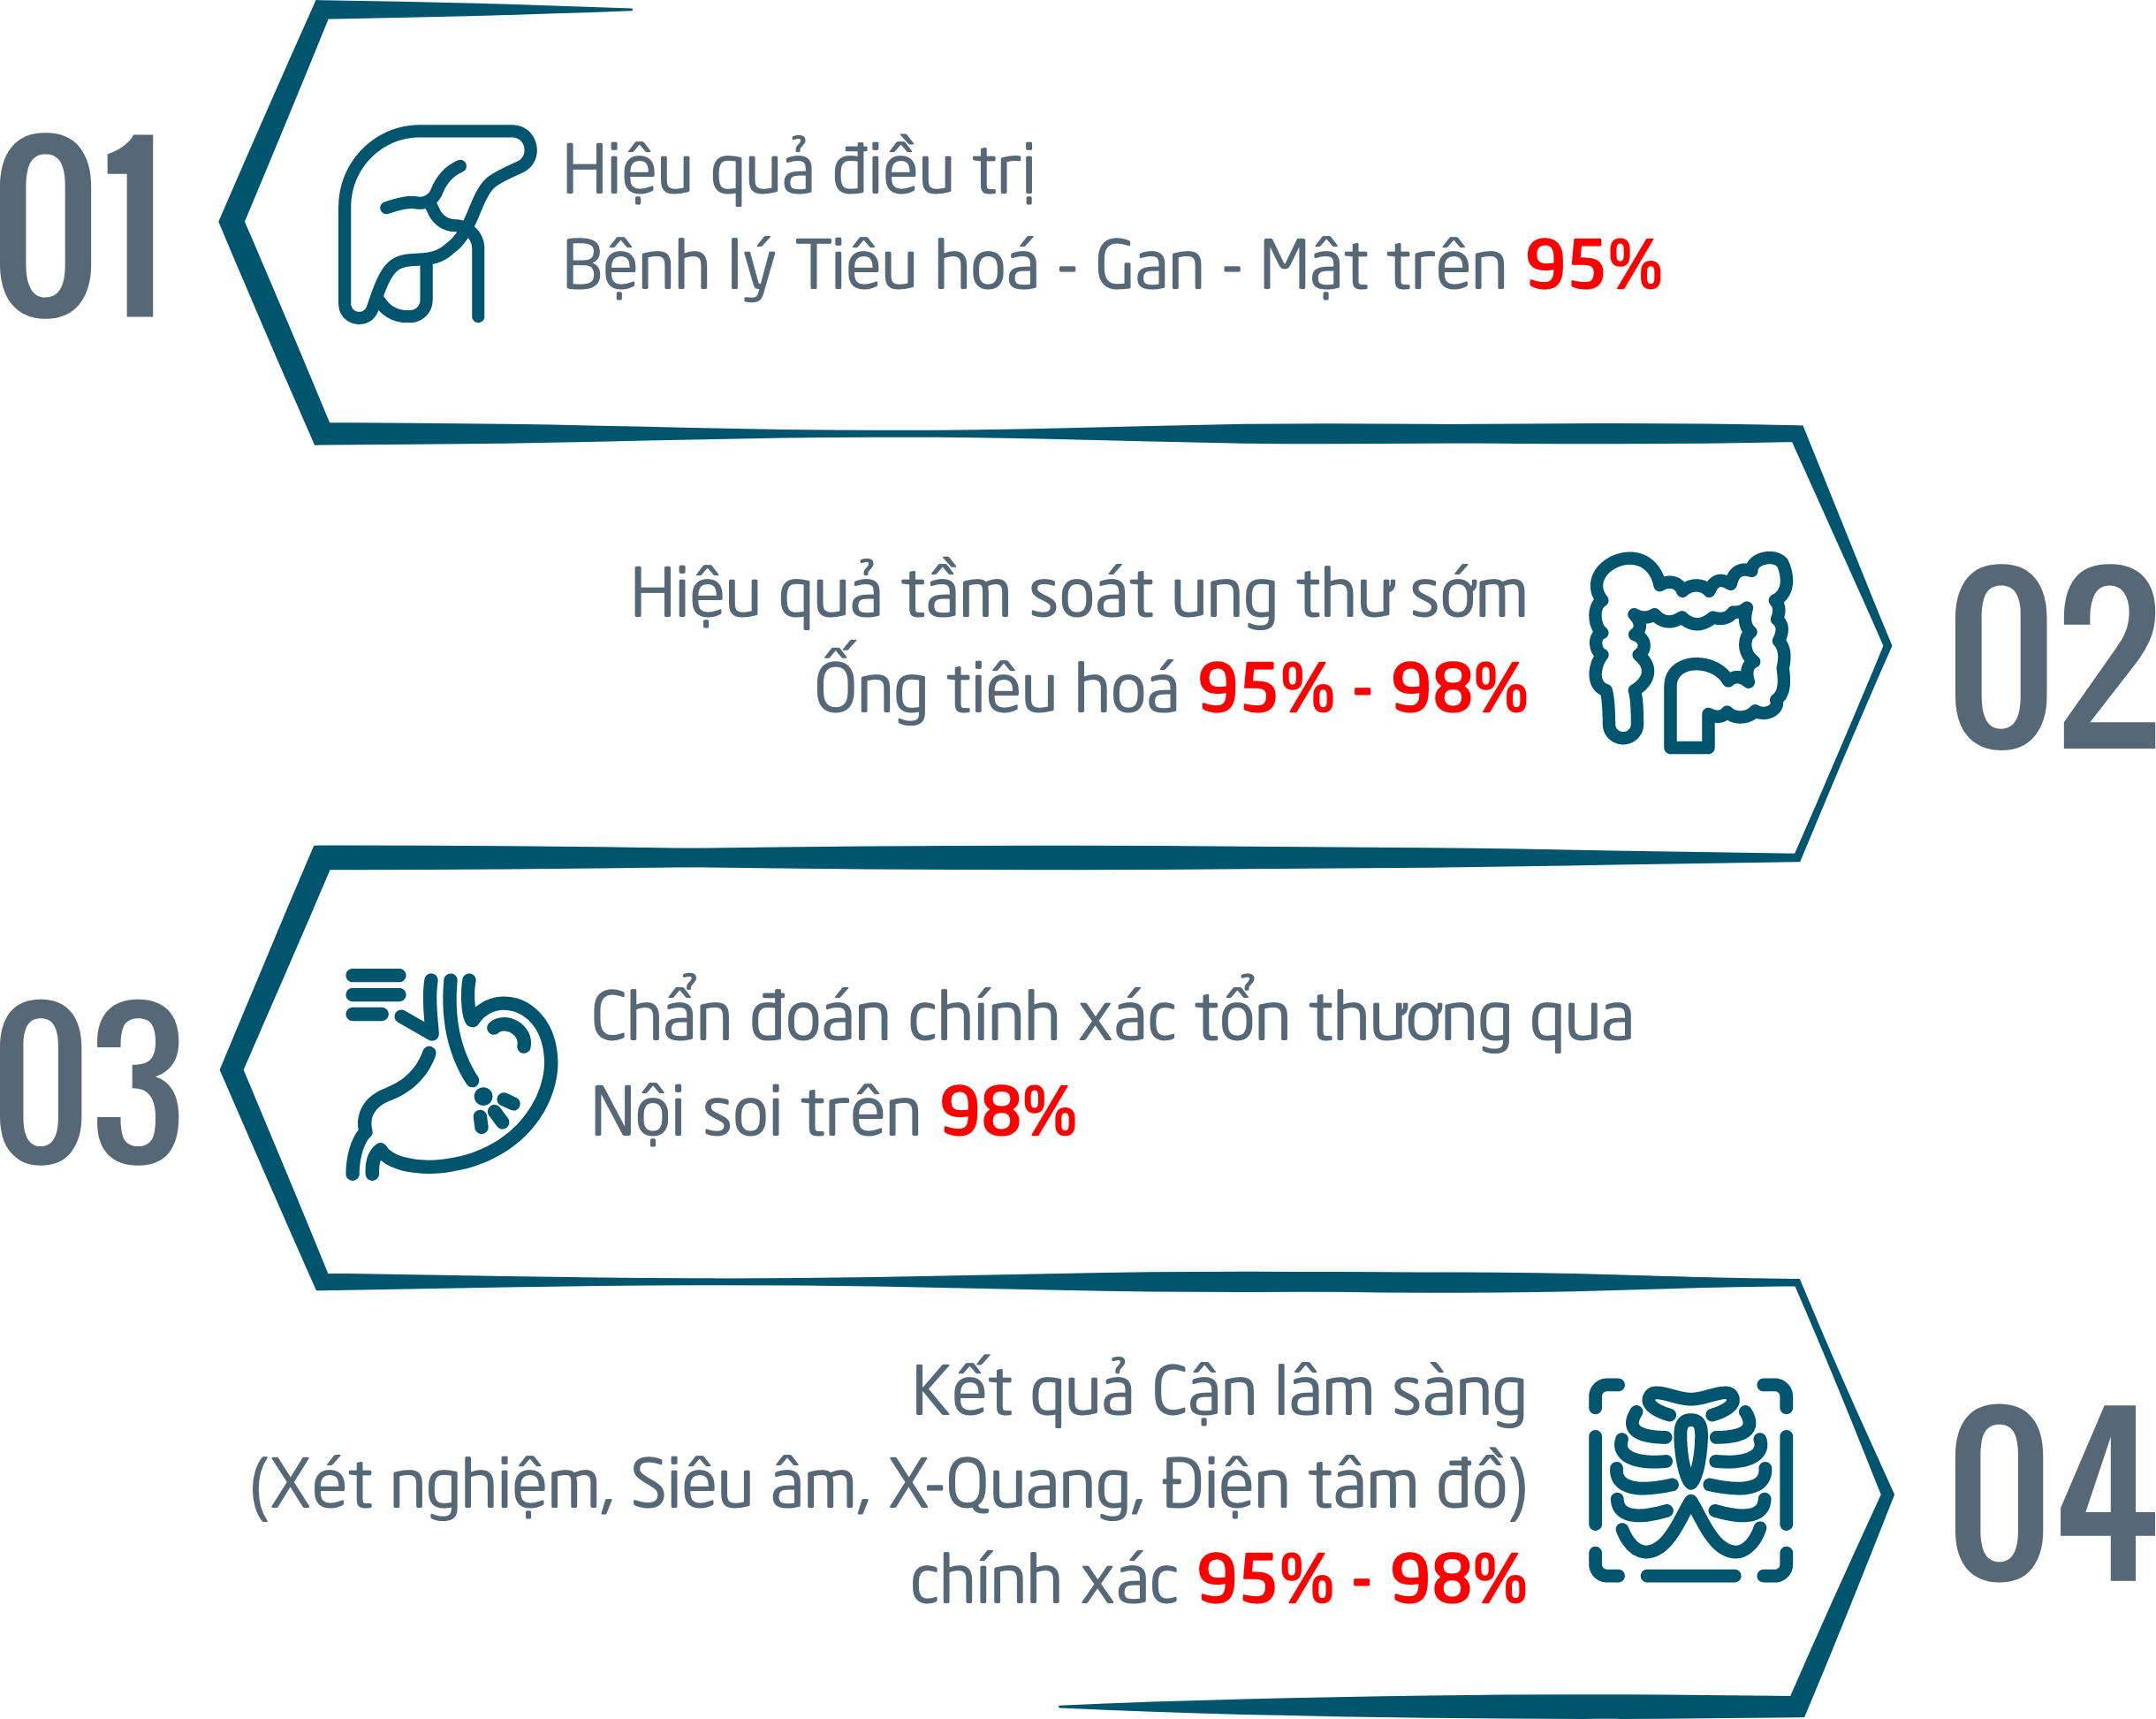 01
Hiệu quả điều trị
Bệnh lý Tiêu hoá - Gan - Mật trên 95%
Hiệu quả tầm soát ung thư sớm
Ống tiêu hoá 95% - 98%
02
03
Chẩn đoán chính xác tổn thương qua
Nội soi trên 98%
Kết quả Cận lâm sàng
(Xét nghiệm, Siêu âm, X-Quang, Điện tâm đồ)
chính xác 95% - 98%
04